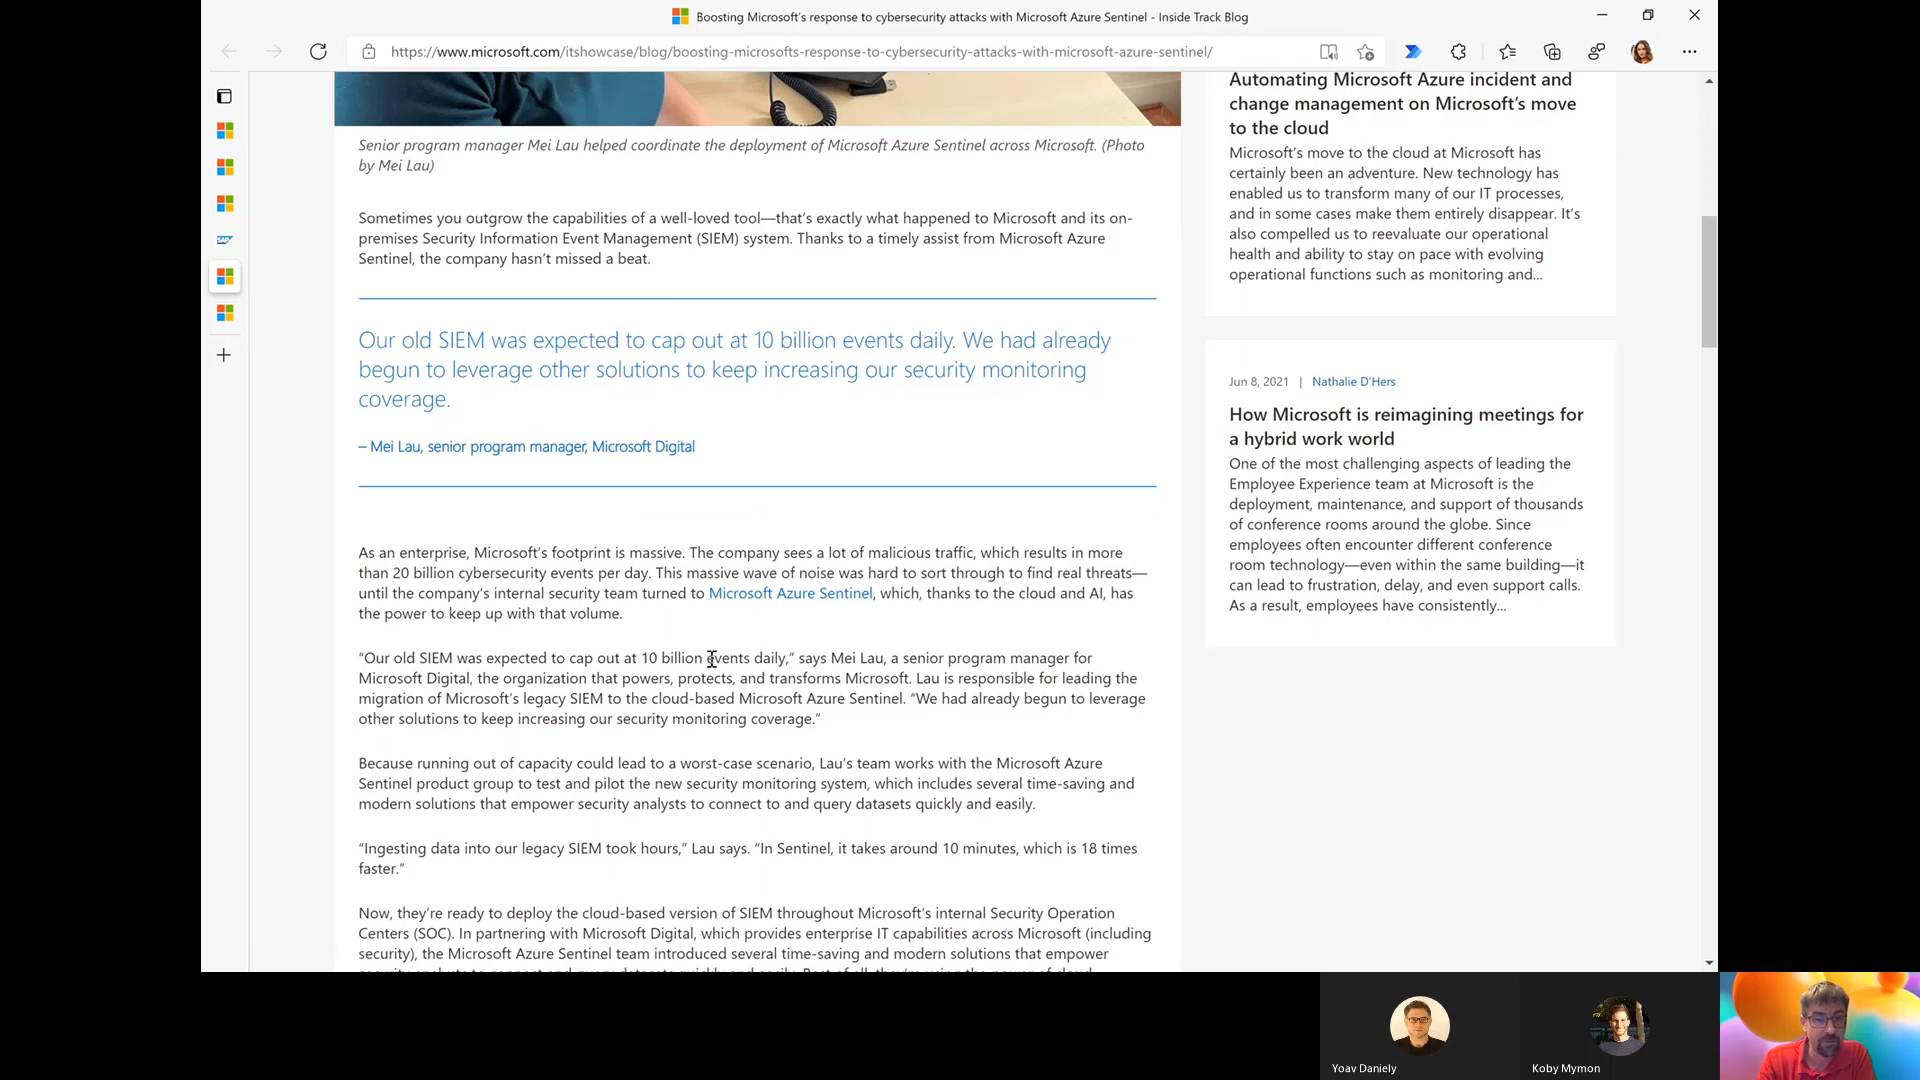 Boosting Microsoft's response to cybersecurity attacks with Microsoft Azure Sentinel - Inside Track Blog
https://www.microsoft.com/itshowcase/blog/boosting-microsofts-response-to-cybersecurity-attacks-with-microsoft-azure-sentinel/
SAP
Senior program manager Mei Lau helped coordinate the deployment of Microsoft Azure Sentinel across Microsoft. (Photo
by Mei Lau)
Sometimes you outgrow the capabilities of a well-loved tool—that's exactly what happened to Microsoft and its on-
premises Security Information Event Management (SIEM) system. Thanks to a timely assist from Microsoft Azure
Sentinel, the company hasn't missed a beat.
Our old SIEM was expected to cap out at 10 billion events daily. We had already
begun to leverage other solutions to keep increasing our security monitoring
coverage.
– Mei Lau, senior program manager, Microsoft Digital
As an enterprise, Microsoft's footprint is massive. The company sees a lot of malicious traffic, which results in more
than 20 billion cybersecurity events per day. This massive wave of noise was hard to sort through to find real threats—
until the company's internal security team turned to Microsoft Azure Sentinel, which, thanks to the cloud and AI, has
the power to keep up with that volume.
“Our old SIEM was expected to cap out at 10 billion events daily,” says Mei Lau, a senior program manager for
Microsoft Digital, the organization that powers, protects, and transforms Microsoft. Lau is responsible for leading the
migration of Microsoft's legacy SIEM to the cloud-based Microsoft Azure Sentinel. “We had already begun to leverage
other solutions to keep increasing our security monitoring coverage.”
Because running out of capacity could lead to a worst-case scenario, Lau's team works with the Microsoft Azure
Sentinel product group to test and pilot the new security monitoring system, which includes several time-saving and
modern solutions that empower security analysts to connect to and query datasets quickly and easily.
“Ingesting data into our legacy SIEM took hours,” Lau says. “In Sentinel, it takes around 10 minutes, which is 18 times
faster.”
Now, they're ready to deploy the cloud-based version of SIEM throughout Microsoft's internal Security Operation
Centers (SOC). In partnering with Microsoft Digital, which provides enterprise IT capabilities across Microsoft (including
security), the Microsoft Azure Sentinel team introduced several time-saving and modern solutions that empower
Automating Microsoft Azure incident and
change management on Microsoft's move
to the cloud
Microsoft's move to the cloud at Microsoft has
certainly been an adventure. New technology has
enabled us to transform many of our IT processes,
and in some cases make them entirely disappear. It's
also compelled us to reevaluate our operational
health and ability to stay on pace with evolving
operational functions such as monitoring and...
Jun 8, 2021 | Nathalie D'Hers
How Microsoft is reimagining meetings for
a hybrid work world
One of the most challenging aspects of leading the
Employee Experience team at Microsoft is the
deployment, maintenance, and support of thousands
of conference rooms around the globe. Since
employees often encounter different conference
room technology—even within the same building—it
can lead to frustration, delay, and even support calls.
As a result, employees have consistently...
Yoav Daniely
Koby Mymon